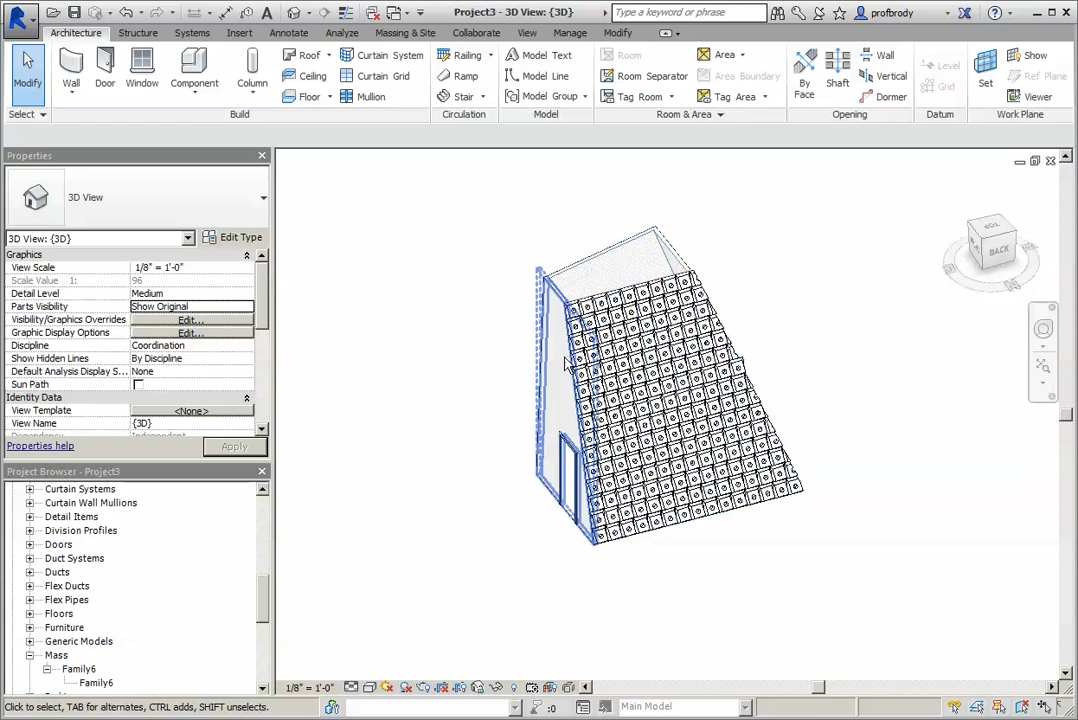 Project3 - 3D View: {3D}
Type a keyword or phrase
profbrody
Architecture Structure Systems Insert Annotate Analyze Massing & Site Collaborate View Manage Modify
Modify
Wall
Door
Window
Component
Column
Roof
Ceiling
Floor
Curtain System
Curtain Grid
Mullion
Railing
Ramp
Stair
Model Text
Model Line
Model Group
Room
Room Separator
Tag Room
Area
Area Boundary
Tag Area
By
Face
Shaft
Wall
Vertical
Dormer
Level
Grid
Set
Show
Ref Plane
Viewer
Select Build Circulation Model Room & Area Opening Datum Work Plane
Properties
3D View
3D View: {3D} Edit Type
Graphics
View Scale 1/8" = 1'-0"
Scale Value 1: 96
Detail Level Medium
Parts Visibility Show Original
Visibility/Graphics Overrides Edit...
Graphic Display Options Edit...
Discipline Coordination
Show Hidden Lines By Discipline
Default Analysis Display S... None
Sun Path
Identity Data
View Template <None>
View Name {3D}
Dependency Independent
Properties help Apply
Project Browser - Project3
Curtain Systems
Curtain Wall Mullions
Detail Items
Division Profiles
Doors
Duct Systems
Ducts
Flex Ducts
Flex Pipes
Floors
Furniture
Generic Models
Mass
Family6
Family6
TOP
BACK
1/8" = 1'-0"
Click to select, TAB for alternates, CTRL adds, SHIFT unselects.
:0
Main Model
:0